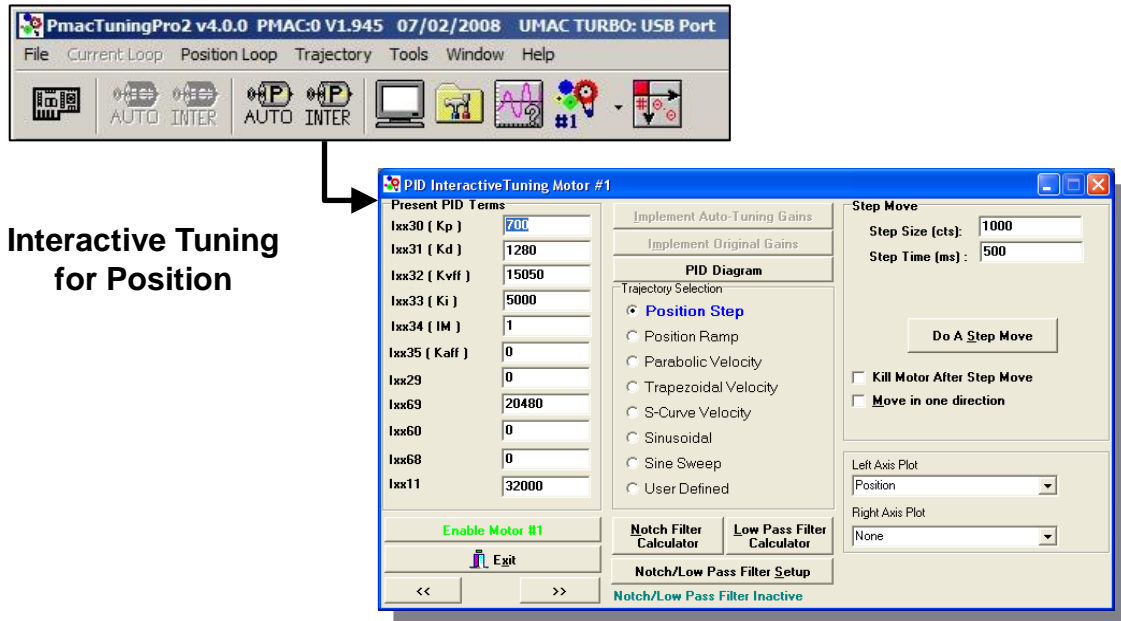 PmacTuningPro2 v4.0.0 PMAC:0 V1.945 07/02/2008 UMAC TURBO: USB Port
File Current Loop Position Loop Trajectory Tools Window Help
AUTO INTER P AUTO P INTER #1 #
Interactive Tuning
for Position
PID InteractiveTuning Motor #1
Present PID Terms
Ixx30 ( Kp ) 700
Ixx31 ( Kd ) 1280
Ixx32 ( Kvff ) 15050
Ixx33 ( Ki ) 5000
Ixx34 ( IM ) 1
Ixx35 ( Kaff ) 0
Ixx29 0
Ixx69 20480
Ixx60 0
Ixx68 0
Ixx11 32000
Enable Motor #1
Exit
<< >>
Implement Auto-Tuning Gains
Implement Original Gains
PID Diagram
Trajectory Selection
Position Step
Position Ramp
Parabolic Velocity
Trapezoidal Velocity
S-Curve Velocity
Sinusoidal
Sine Sweep
User Defined
Notch Filter Calculator
Low Pass Filter Calculator
Notch/Low Pass Filter Setup
Notch/Low Pass Filter Inactive
Step Move
Step Size (cts): 1000
Step Time (ms) : 500
Do A Step Move
Kill Motor After Step Move
Move in one direction
Left Axis Plot
Position
Right Axis Plot
None